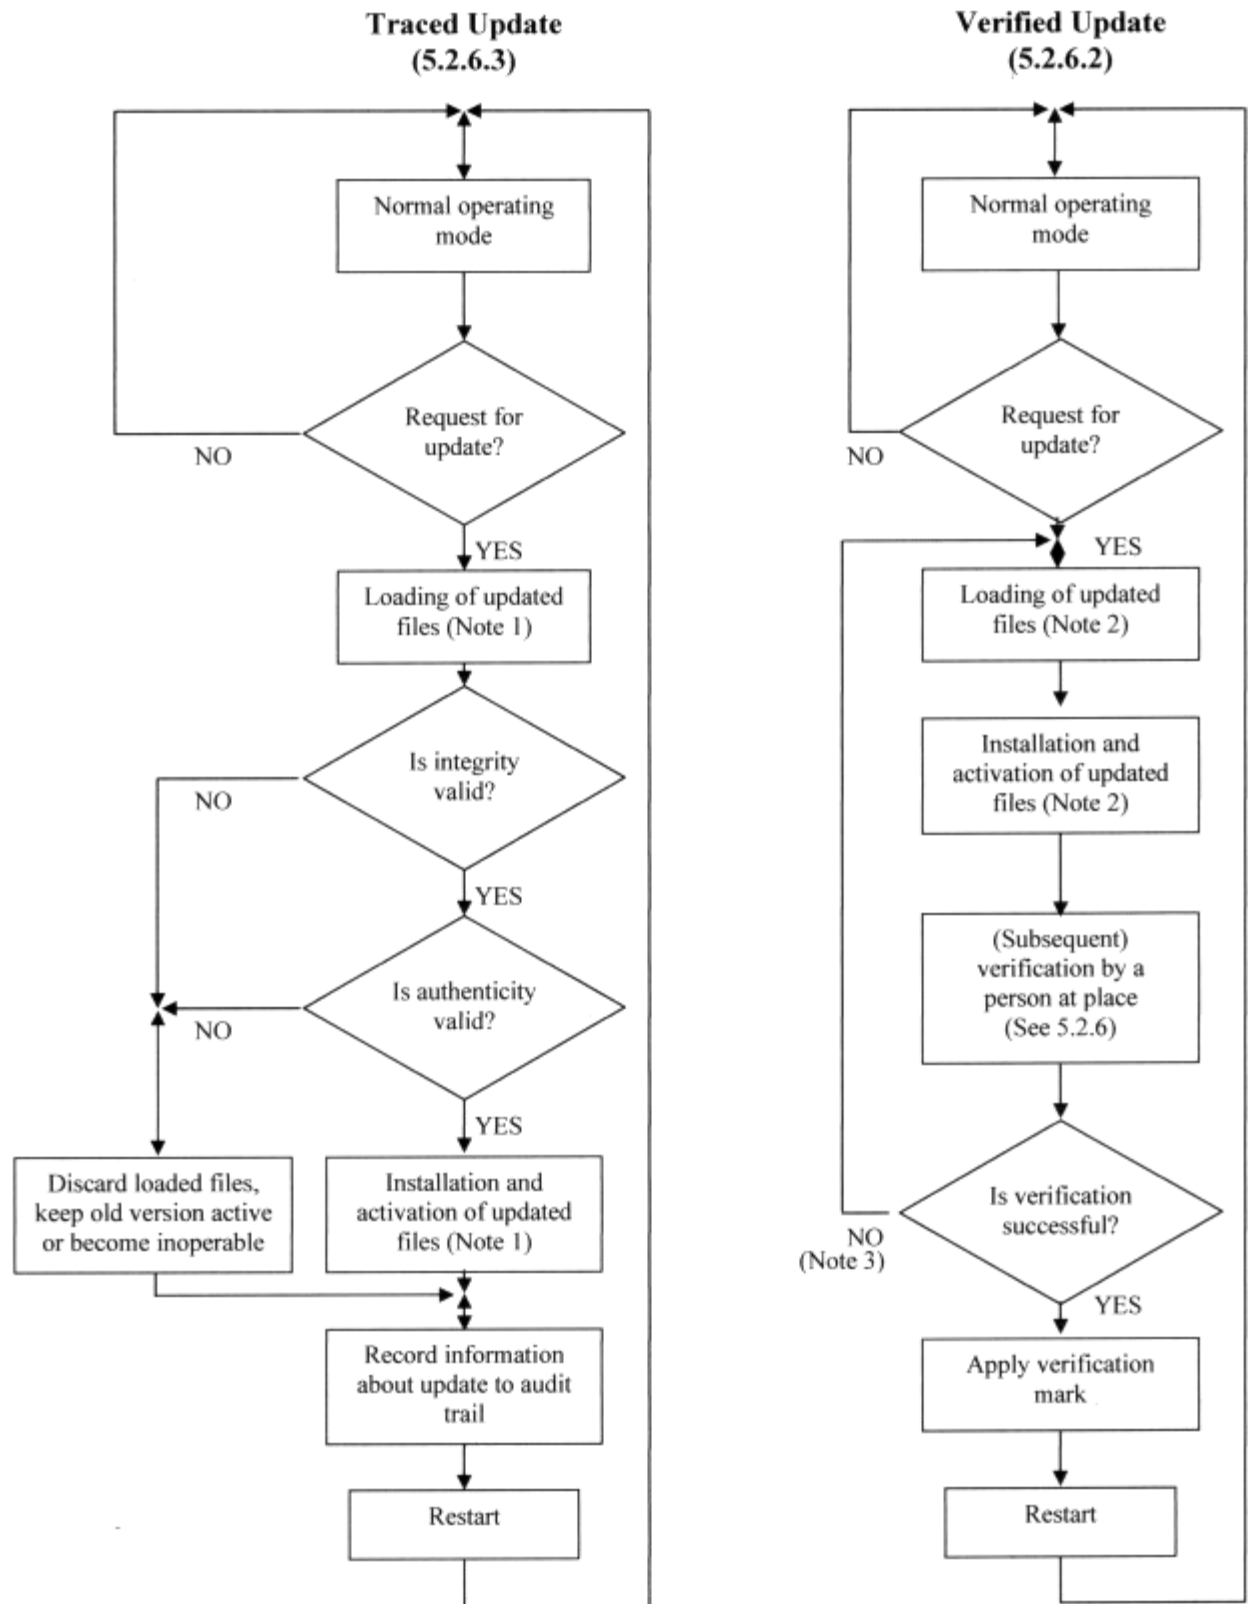 Traced Update
(5.2.6.3)
Normal operating
mode
Request for
update?
NO
YES
Loading of updated
files (Note 1)
Is integrity
valid?
NO
YES
Is authenticity
valid?
NO
YES
Discard loaded files,
keep old version active
or become inoperable
Installation and
activation of updated
files (Note 1)
Record information
about update to audit
trail
Restart
Verified Update
(5.2.6.2)
Normal operating
mode
Request for
update?
NO
YES
Loading of updated
files (Note 2)
Installation and
activation of updated
files (Note 2)
(Subsequent)
verification by a
person at place
(See 5.2.6)
Is verification
successful?
NO
(Note 3)
YES
Apply verification
mark
Restart